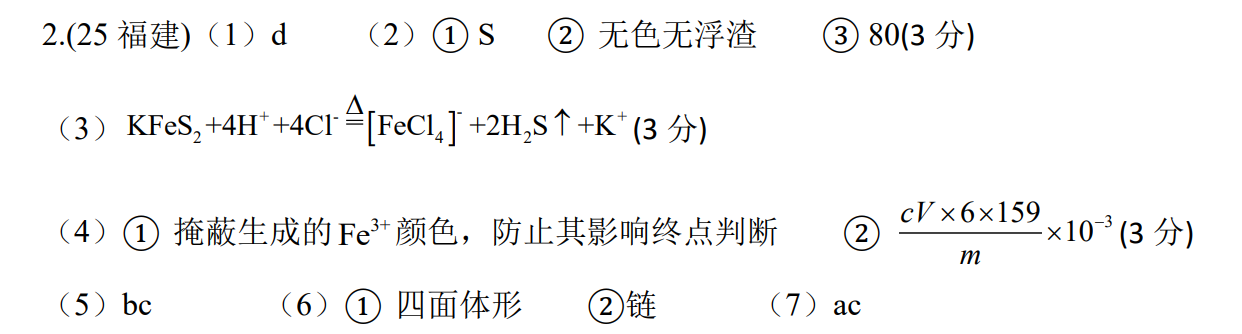 2.(25 福建)（1）d （2）① S ② 无色无浮渣 ③ 80(3 分)
（3）KFeS₂+4H⁺+4Cl⁻ ≜ [FeCl₄]⁻+2H₂S↑+K⁺(3 分)
（4）① 掩蔽生成的 Fe³⁺ 颜色，防止其影响终点判断 ② cV×6×159/m×10⁻³(3 分)
（5）bc （6）① 四面体形 ②链 （7）ac